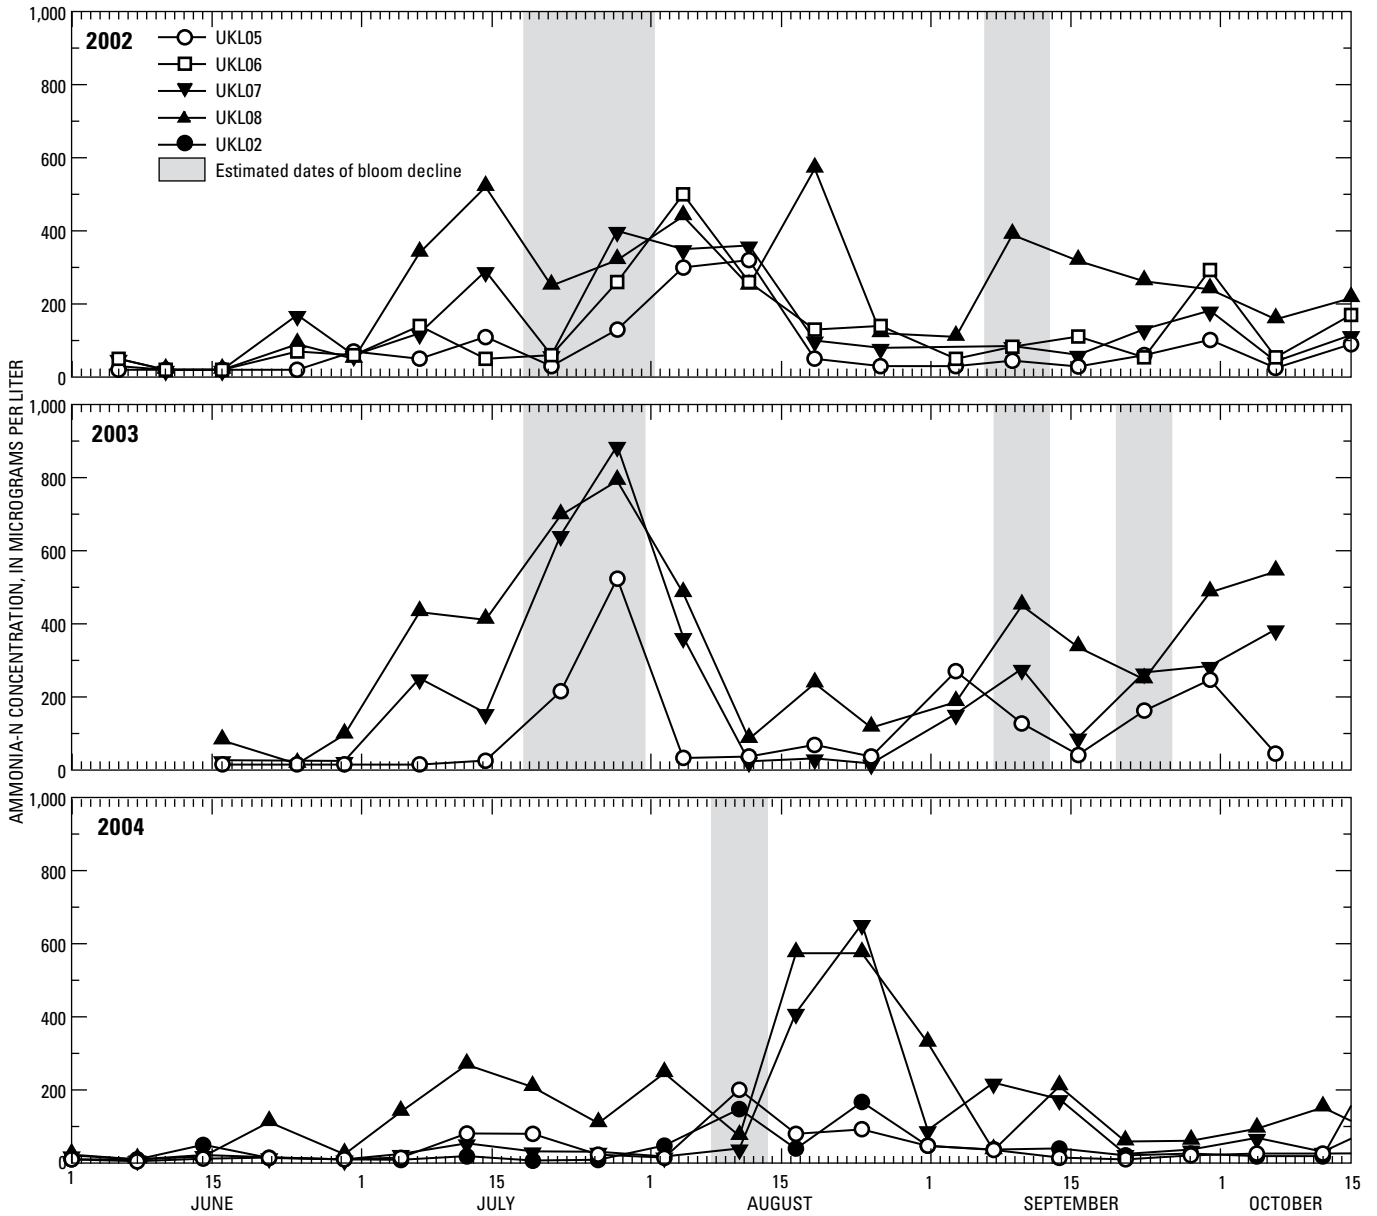 1,000
2002
UKL05
UKL06
800
UKL07
UKL08
UKL02
600
Estimated dates of bloom decline
400
200
0
AMMONIA-N CONCENTRATION, IN MICROGRAMS PER LITER
1,000
2003
800
600
400
200
0
1,000
2004
800
600
400
200
0
1 15 1 15 1 15 1 15 1 15
JUNE JULY AUGUST SEPTEMBER OCTOBER